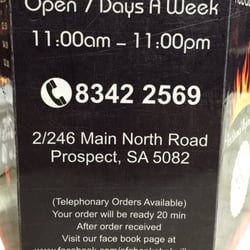 Open 7 Days A Week
11:00am - 11:00pm
8342 2569
2/246 Main North Road
Prospect, SA 5082
(Telephonary Orders Available)
Your order will be ready 20 min
After order received
Visit our face book page at